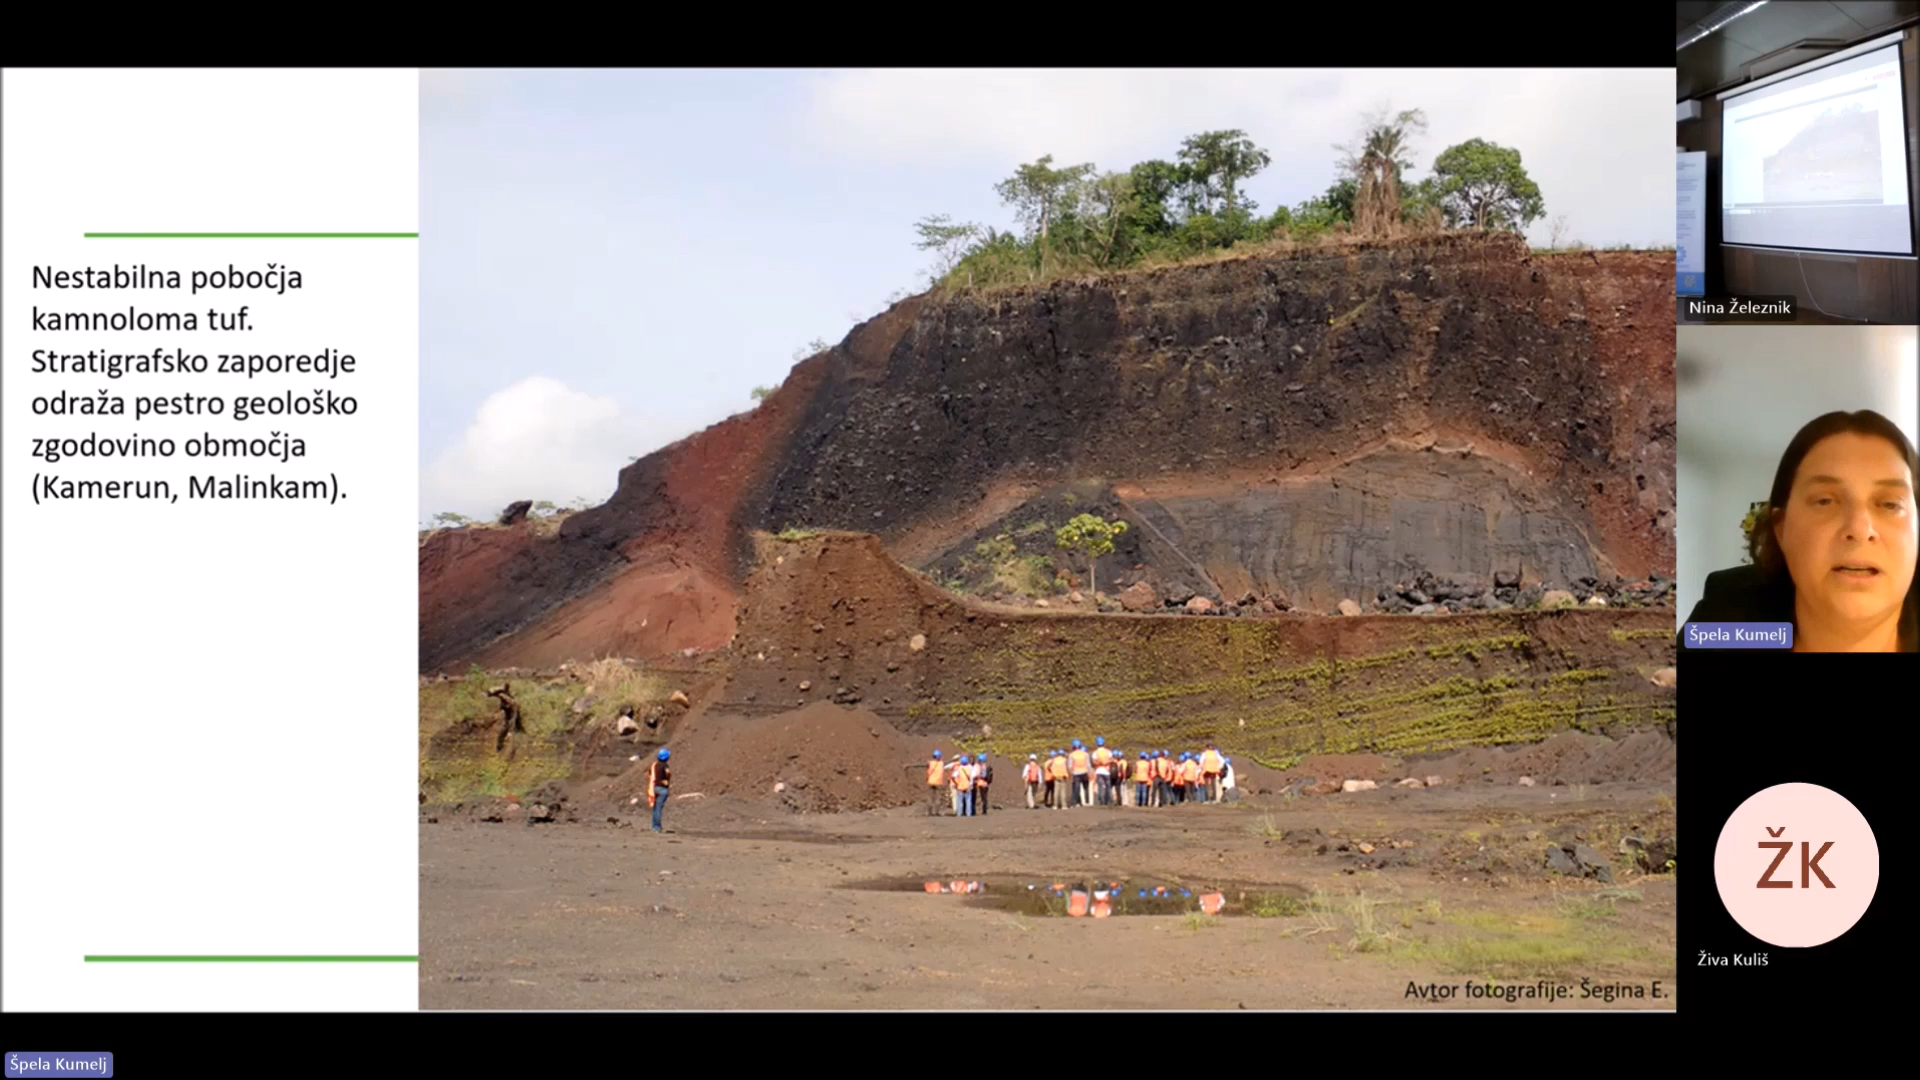 Nestabilna pobočja
kamnoloma tuf.
Stratigrafsko zaporedje
odraža pestro geološko
zgodovino območja
(Kamerun, Malinkam).
Avtor fotografije: Šegina E.
Nina Železnik
Špela Kumelj
ŽK
Živa Kuliš
Špela Kumelj